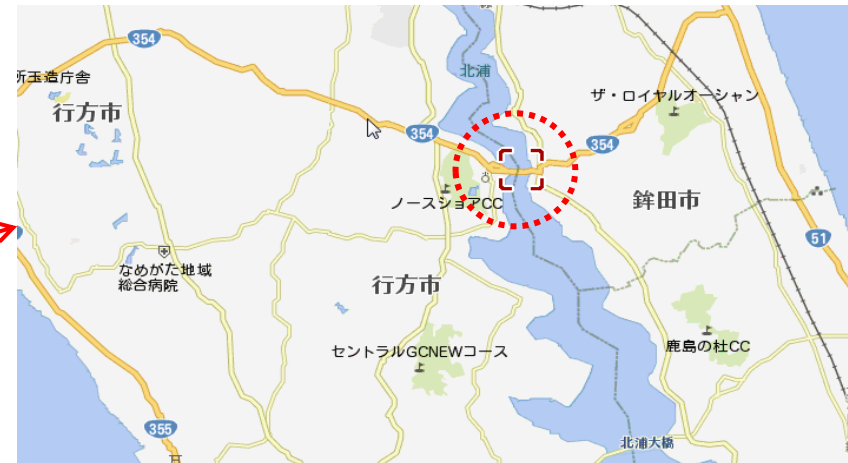 354
北浦
所玉造庁舎
ザ・ロイヤルオーシャン
行方市
354
354
ノースショアCC
鉾田市
51
なめがた地域
総合病院
行方市
鹿島の杜CC
セントラルGCNEWコース
355
北浦大橋